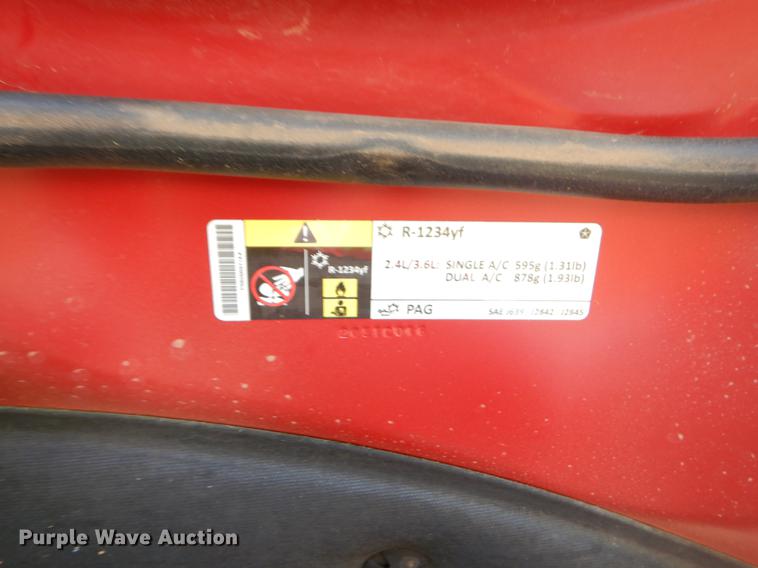 R-1234yf
2.4L/3.6L: SINGLE A/C 595g (1.31lb)
DUAL A/C 878g (1.93lb)
R-1234yf
PAG
SAE J639 J2842 J2845
Purple Wave Auction